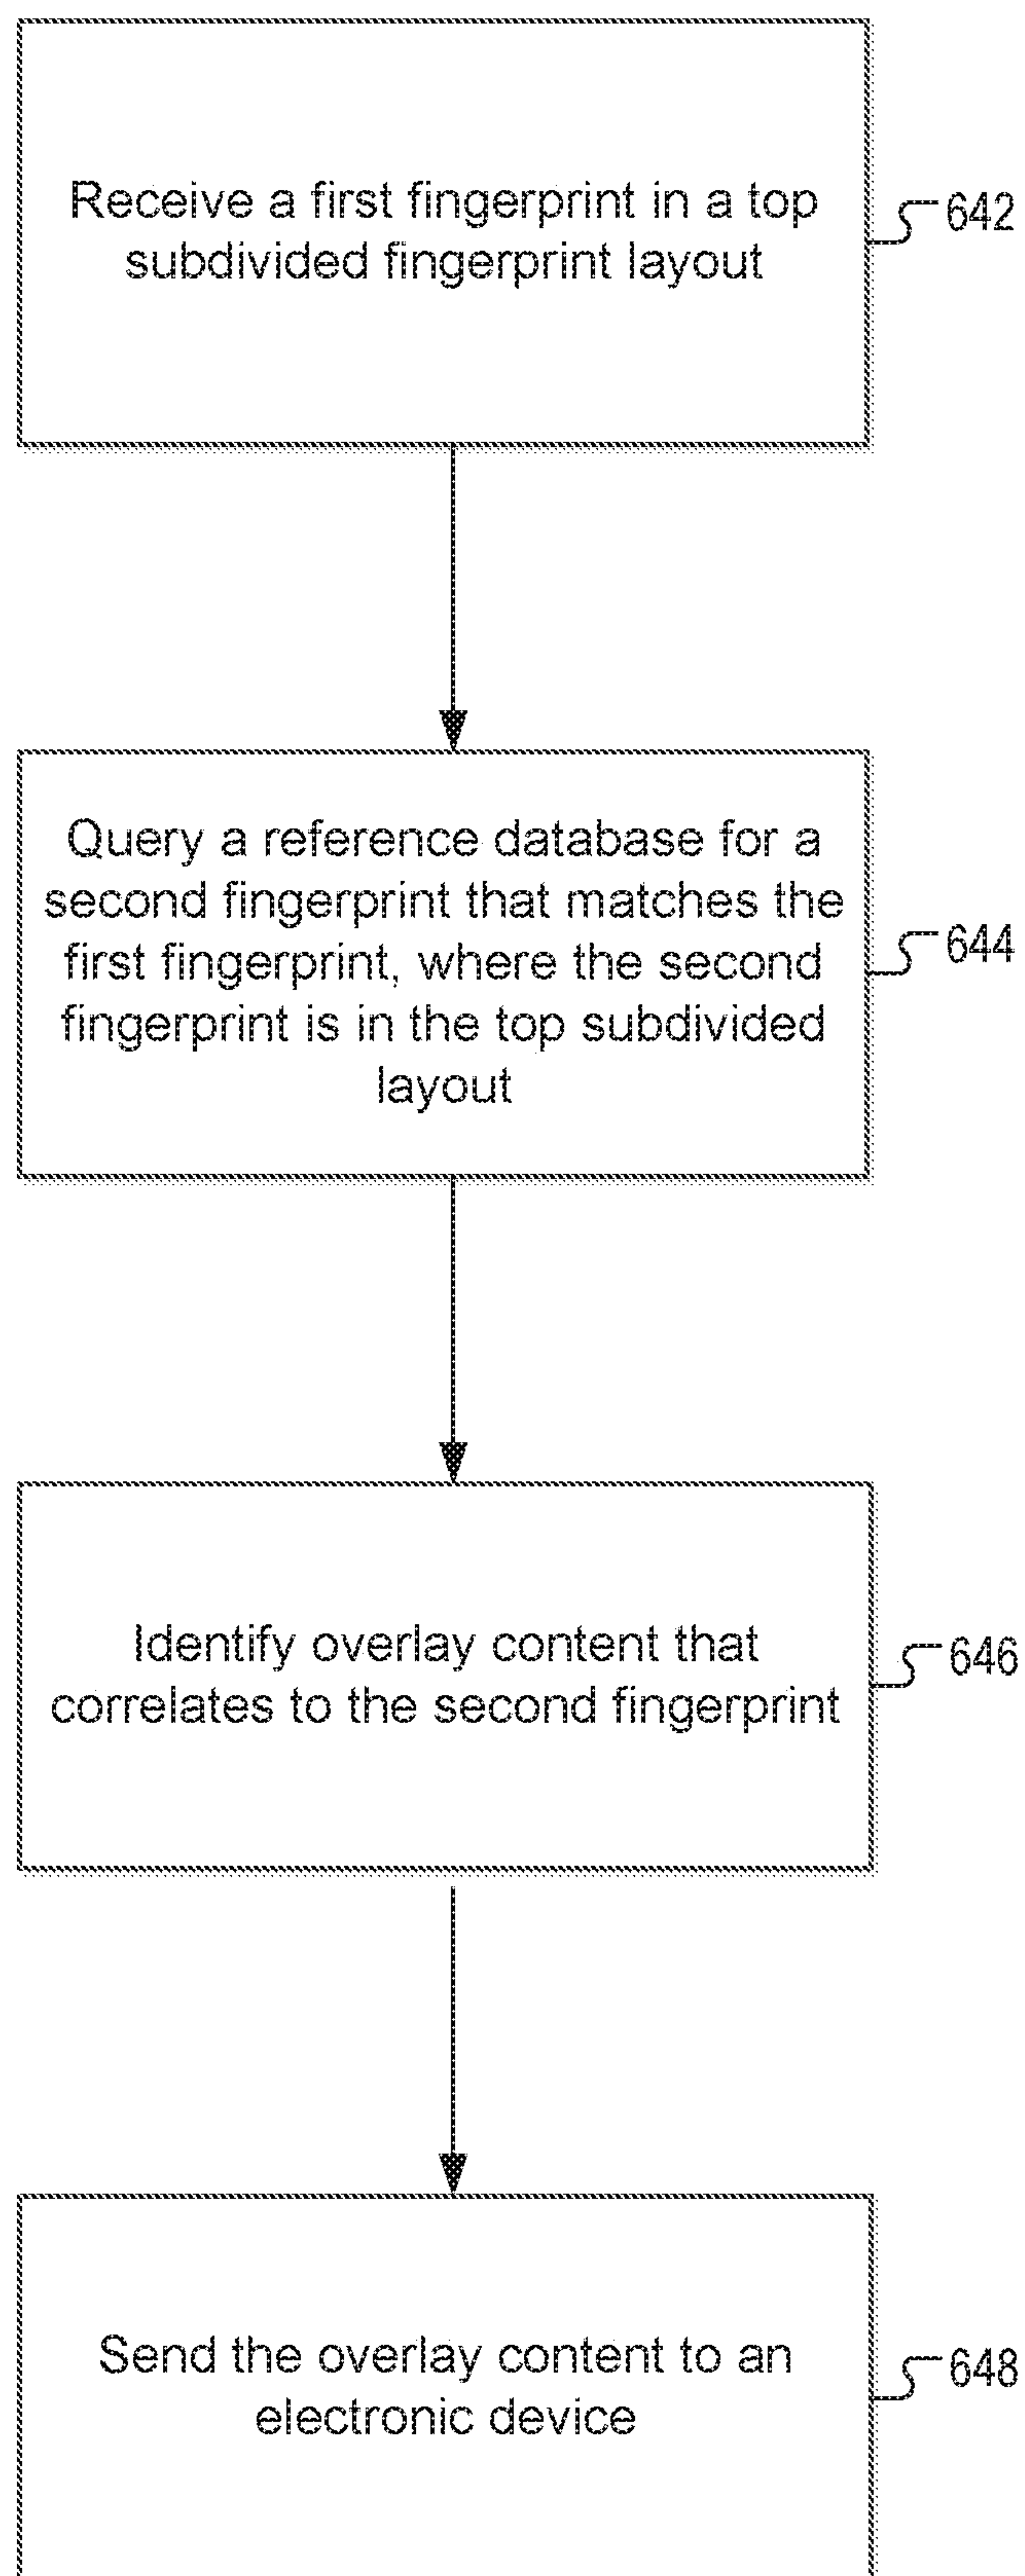 Receive a first fingerprint in a top
subdivided fingerprint layout
642
Query a reference database for a
second fingerprint that matches the
first fingerprint, where the second
fingerprint is in the top subdivided
layout
644
Identify overlay content that
correlates to the second fingerprint
646
Send the overlay content to an
electronic device
648